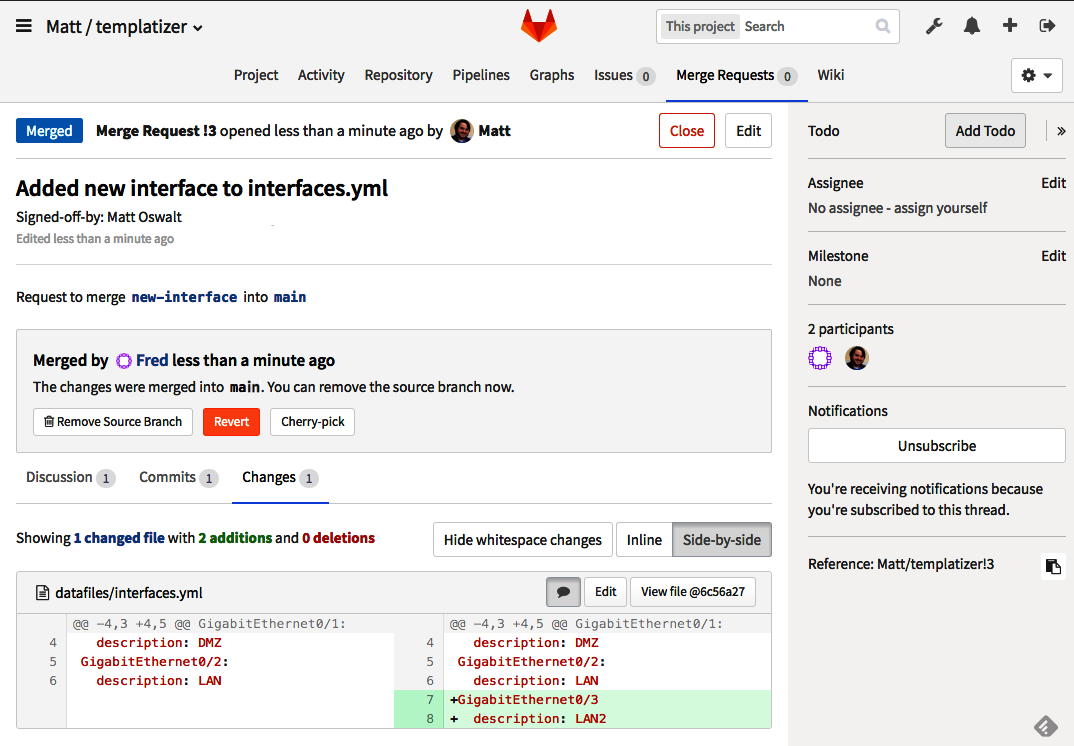 Matt / templatizer
This project Search
Project Activity Repository Pipelines Graphs Issues 0 Merge Requests 0 Wiki
Merged Merge Request !3 opened less than a minute ago by Matt Close Edit
Added new interface to interfaces.yml
Signed-off-by: Matt Oswalt
Edited less than a minute ago
Request to merge new-interface into main
Merged by Fred less than a minute ago
The changes were merged into main. You can remove the source branch now.
Remove Source Branch Revert Cherry-pick
Discussion 1 Commits 1 Changes 1
Showing 1 changed file with 2 additions and 0 deletions Hide whitespace changes Inline Side-by-side
datafiles/interfaces.yml Edit View file @6c56a27
@@ -4,3 +4,5 @@ GigabitEthernet0/1:
4 description: DMZ
5 GigabitEthernet0/2:
6 description: LAN
@@ -4,3 +4,5 @@ GigabitEthernet0/1:
4 description: DMZ
5 GigabitEthernet0/2:
6 description: LAN
7 +GigabitEthernet0/3
8 + description: LAN2
Todo Add Todo »
Assignee Edit
No assignee - assign yourself
Milestone Edit
None
2 participants
Notifications
Unsubscribe
You're receiving notifications because
you're subscribed to this thread.
Reference: Matt/templatizer!3